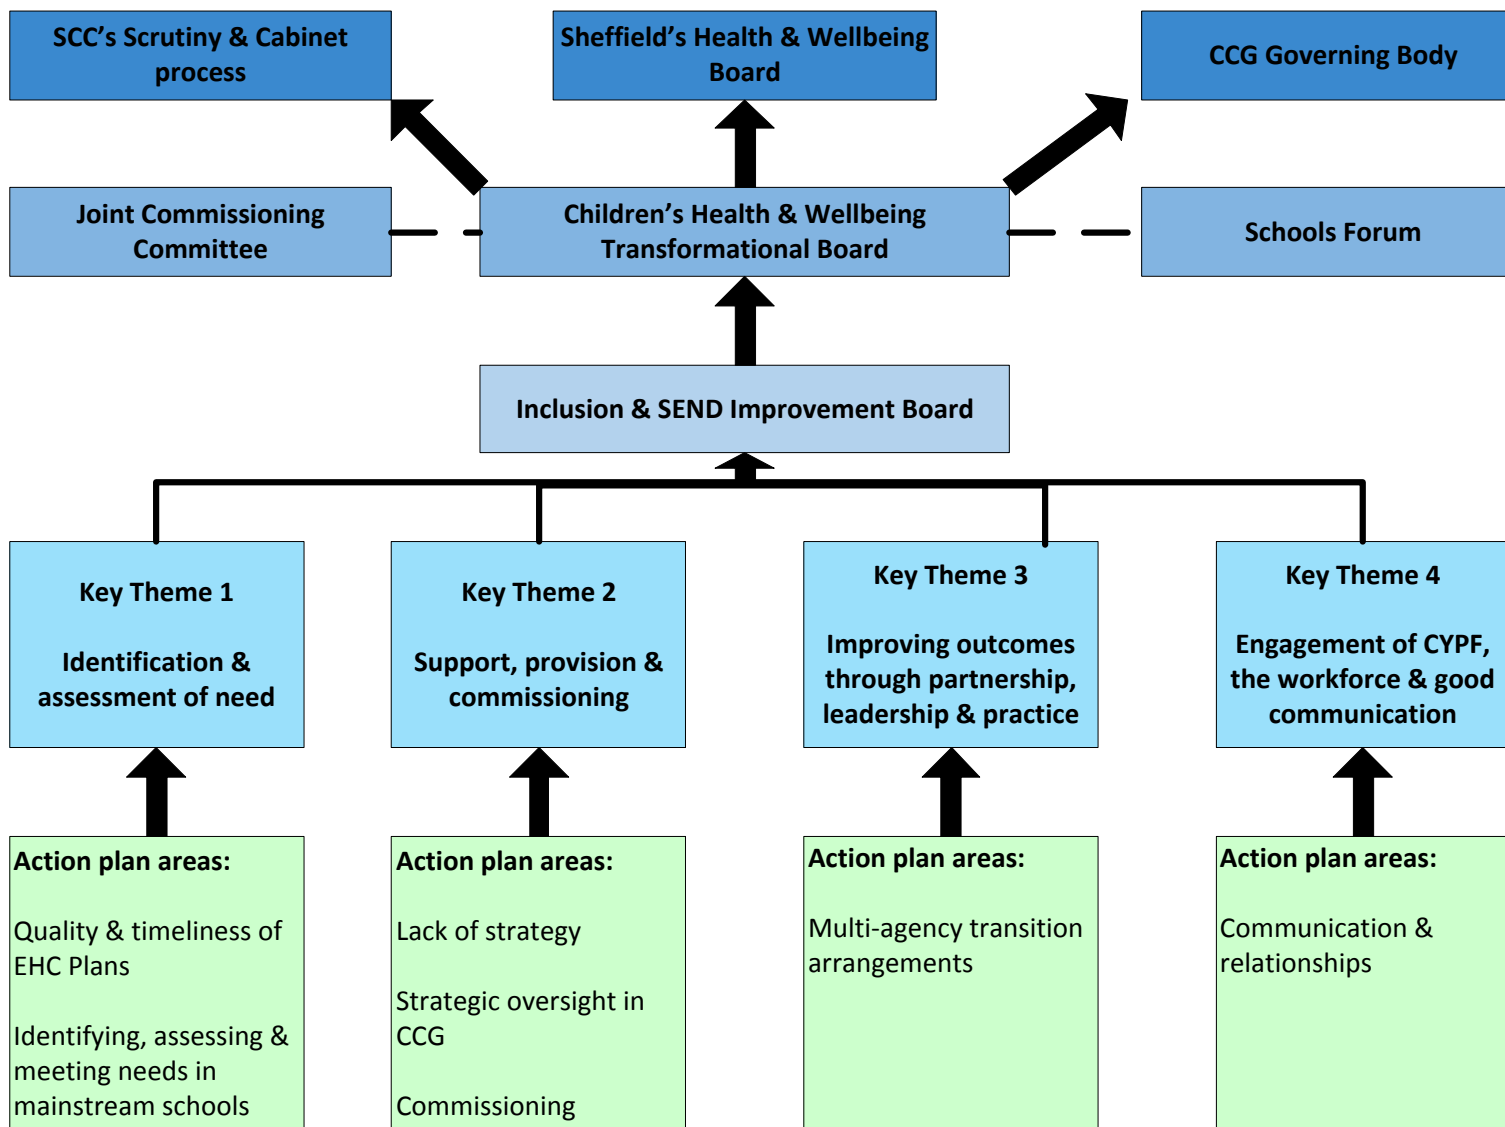 SCC's Scrutiny & Cabinet
process
Sheffield's Health & Wellbeing
Board
CCG Governing Body
Joint Commissioning
Committee
Children's Health & Wellbeing
Transformational Board
Schools Forum
Inclusion & SEND Improvement Board
Key Theme 1
Identification &
assessment of need
Key Theme 2
Support, provision &
commissioning
Key Theme 3
Improving outcomes
through partnership,
leadership & practice
Key Theme 4
Engagement of CYPF,
the workforce & good
communication
Action plan areas:
Quality & timeliness of
EHC Plans
Identifying, assessing &
meeting needs in
mainstream schools
Action plan areas:
Lack of strategy
Strategic oversight in
CCG
Commissioning
Action plan areas:
Multi-agency transition
arrangements
Action plan areas:
Communication &
relationships